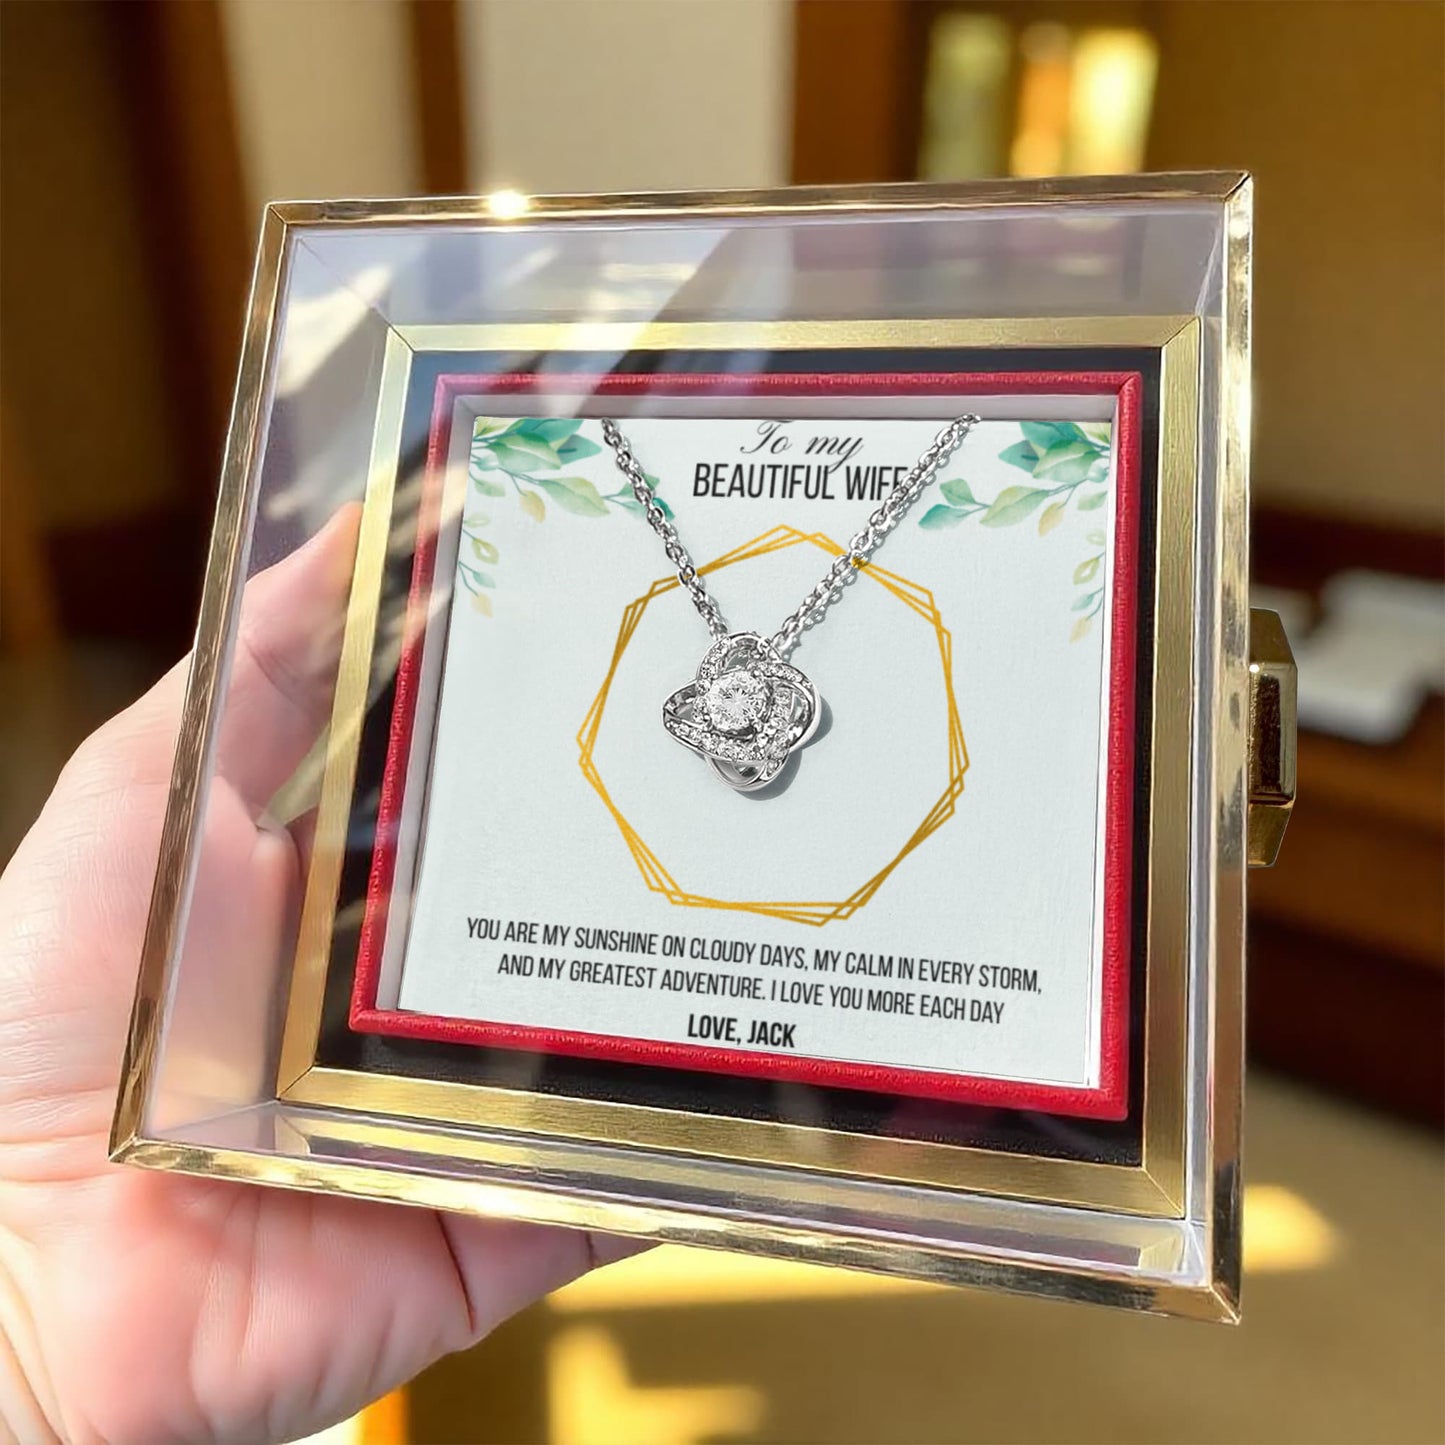 To my
BEAUTIFUL WIFE
YOU ARE MY SUNSHINE ON CLOUDY DAYS, MY CALM IN EVERY STORM,
AND MY GREATEST ADVENTURE. I LOVE YOU MORE EACH DAY
LOVE, JACK